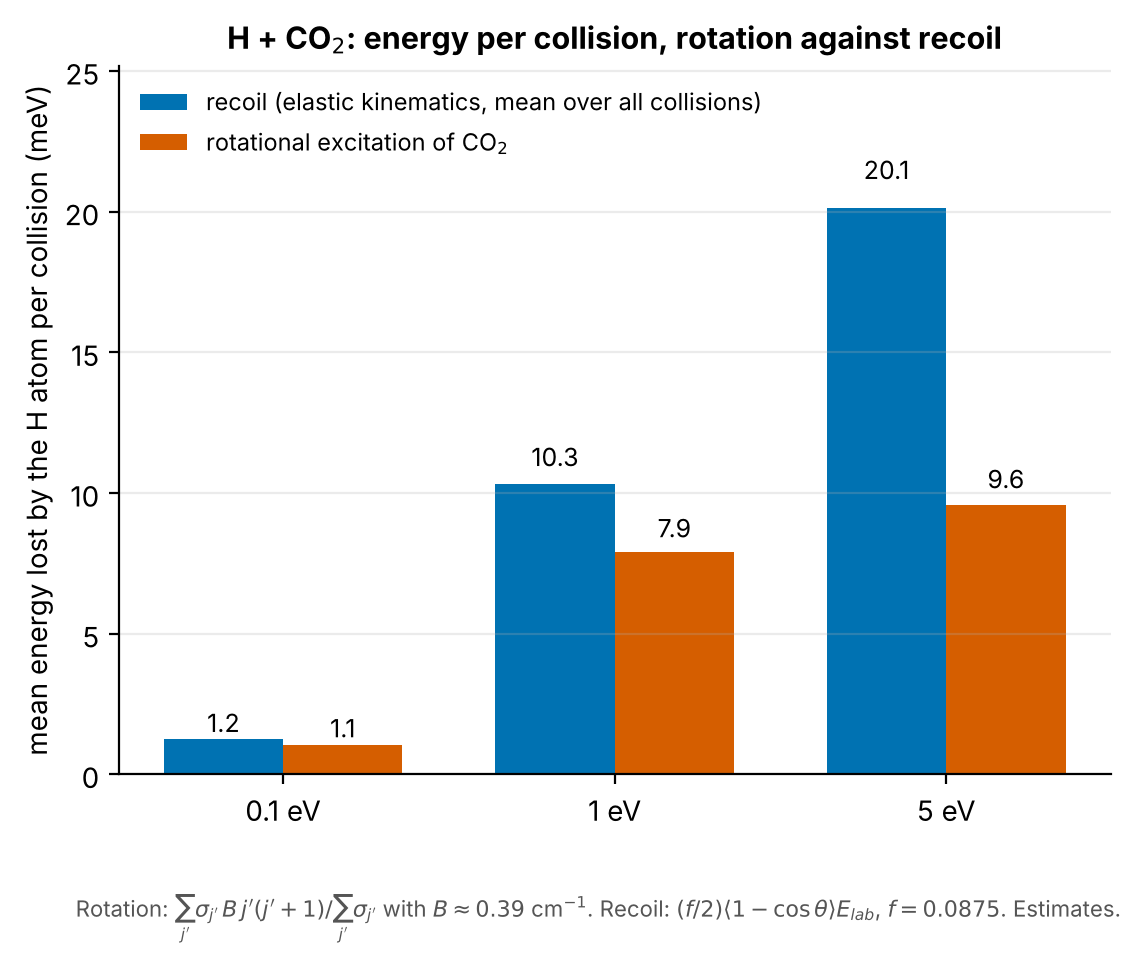 H + CO₂: energy per collision, rotation against recoil
mean energy lost by the H atom per collision (meV)
25
20
15
10
5
0
recoil (elastic kinematics, mean over all collisions)
rotational excitation of CO₂
1.2
1.1
10.3
7.9
20.1
9.6
0.1 eV
1 eV
5 eV
Rotation: ∑j′ σj′ B j′(j′ + 1)/∑j′ σj′ with B ≈ 0.39 cm⁻¹. Recoil: (f/2)⟨1 − cos θ⟩Elab, f = 0.0875. Estimates.